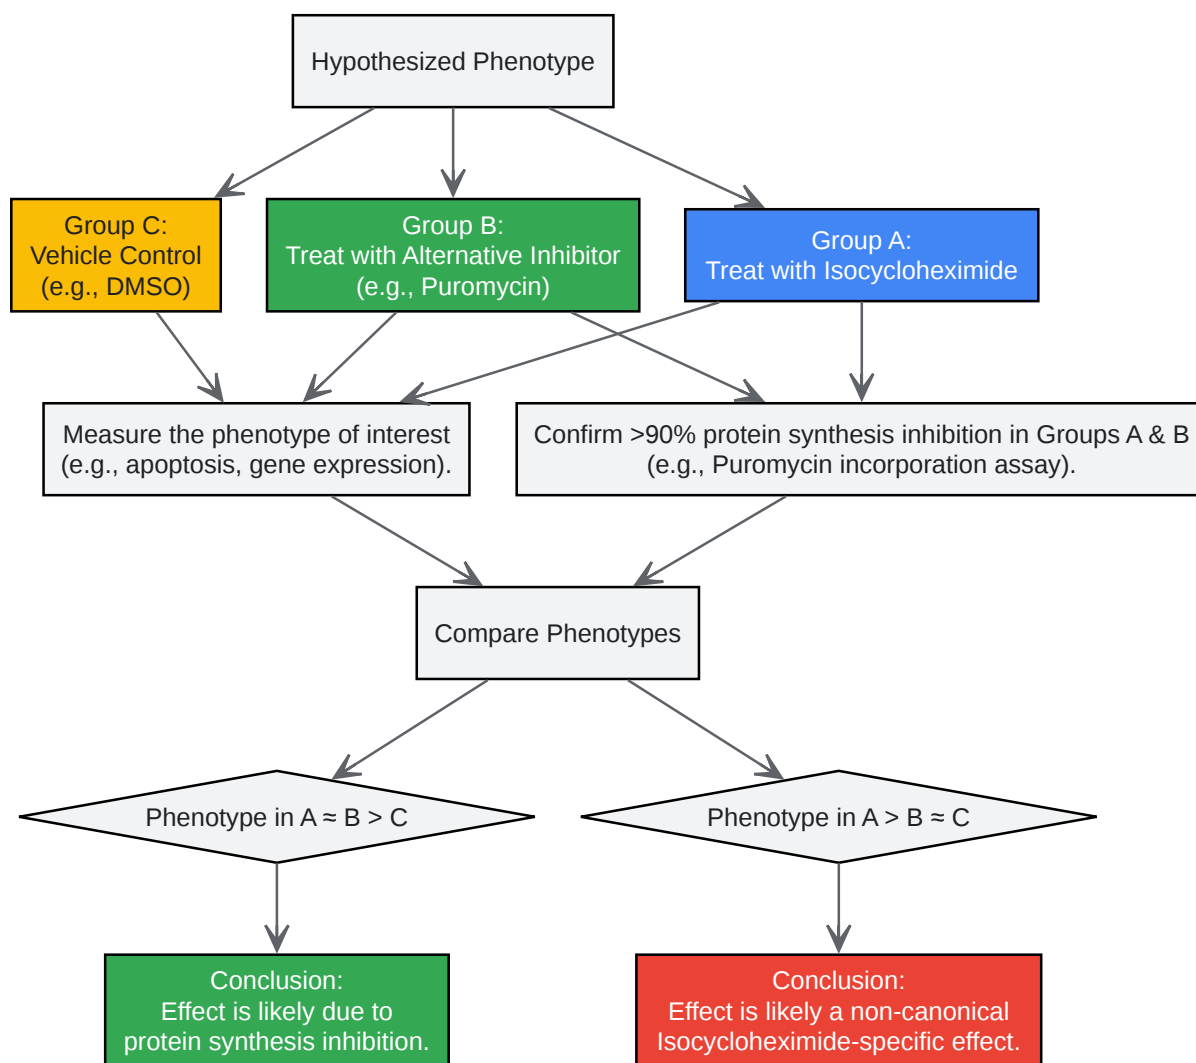 Hypothesized Phenotype
Group C:
Vehicle Control
(e.g., DMSO)
Group B:
Treat with Alternative Inhibitor
(e.g., Puromycin)
Group A:
Treat with Isocycloheximide
Measure the phenotype of interest
(e.g., apoptosis, gene expression).
Confirm >90% protein synthesis inhibition in Groups A & B
(e.g., Puromycin incorporation assay).
Compare Phenotypes
Phenotype in A ≈ B > C
Phenotype in A > B ≈ C
Conclusion:
Effect is likely due to
protein synthesis inhibition.
Conclusion:
Effect is likely a non-canonical
Isocycloheximide-specific effect.